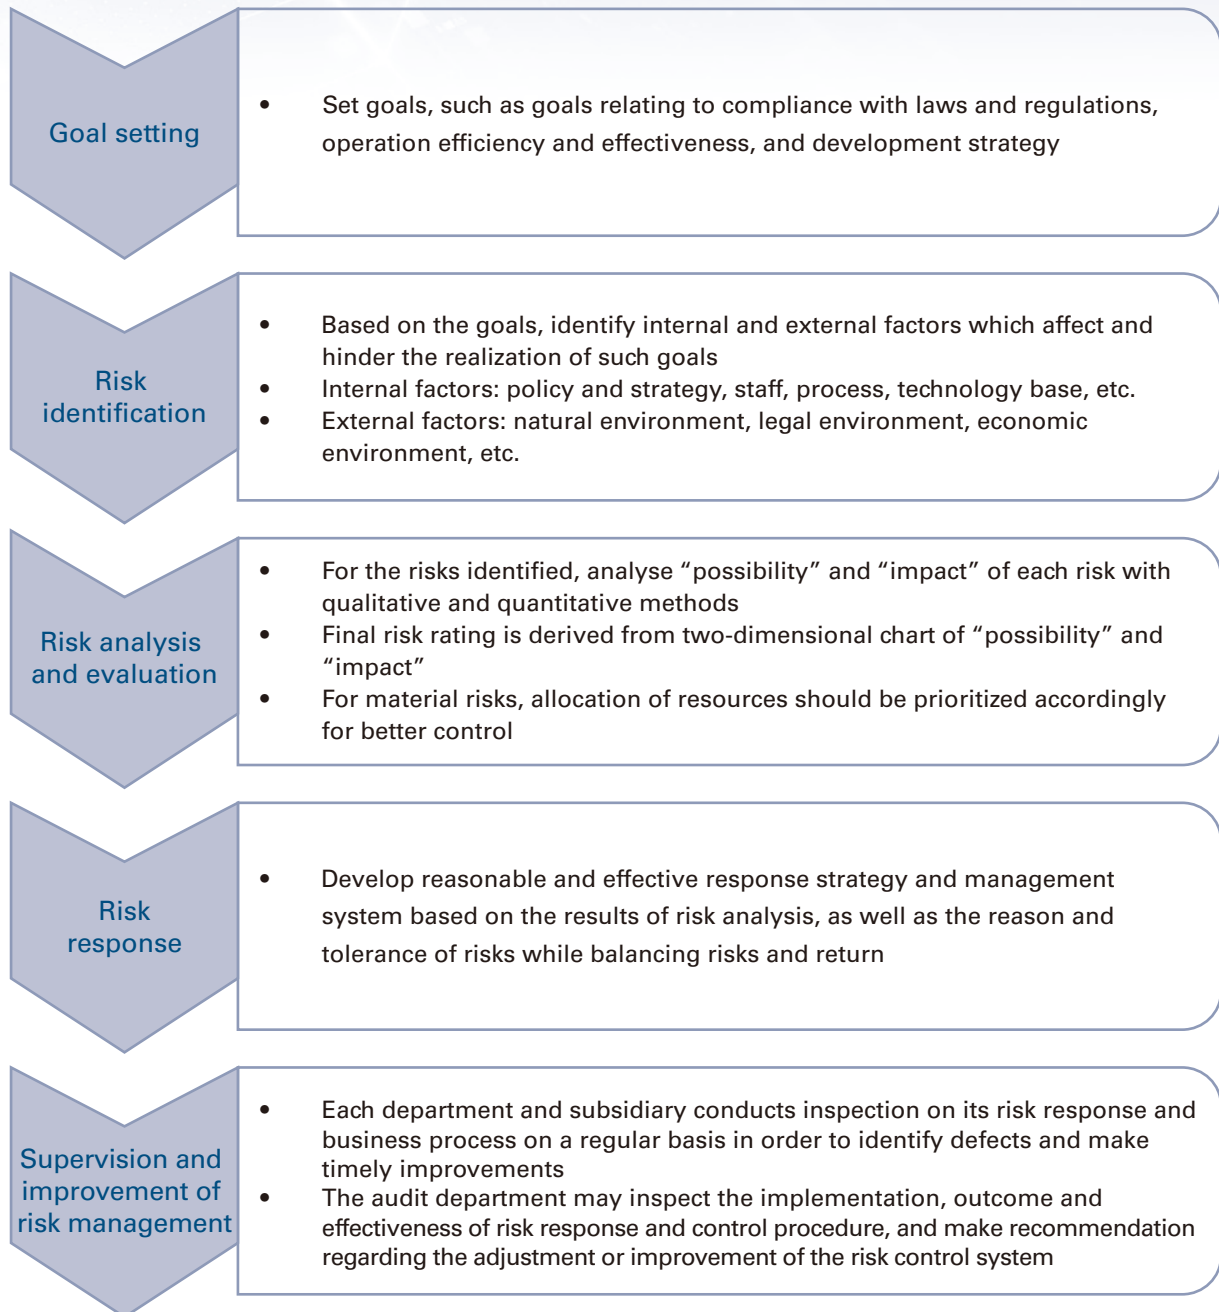 Goal setting
• Set goals, such as goals relating to compliance with laws and regulations,
operation efficiency and effectiveness, and development strategy
Risk
identification
• Based on the goals, identify internal and external factors which affect and
hinder the realization of such goals
• Internal factors: policy and strategy, staff, process, technology base, etc.
• External factors: natural environment, legal environment, economic
environment, etc.
Risk analysis
and evaluation
• For the risks identified, analyse “possibility” and “impact” of each risk with
qualitative and quantitative methods
• Final risk rating is derived from two-dimensional chart of “possibility” and
“impact”
• For material risks, allocation of resources should be prioritized accordingly
for better control
Risk
response
• Develop reasonable and effective response strategy and management
system based on the results of risk analysis, as well as the reason and
tolerance of risks while balancing risks and return
Supervision and
improvement of
risk management
• Each department and subsidiary conducts inspection on its risk response and
business process on a regular basis in order to identify defects and make
timely improvements
• The audit department may inspect the implementation, outcome and
effectiveness of risk response and control procedure, and make recommendation
regarding the adjustment or improvement of the risk control system